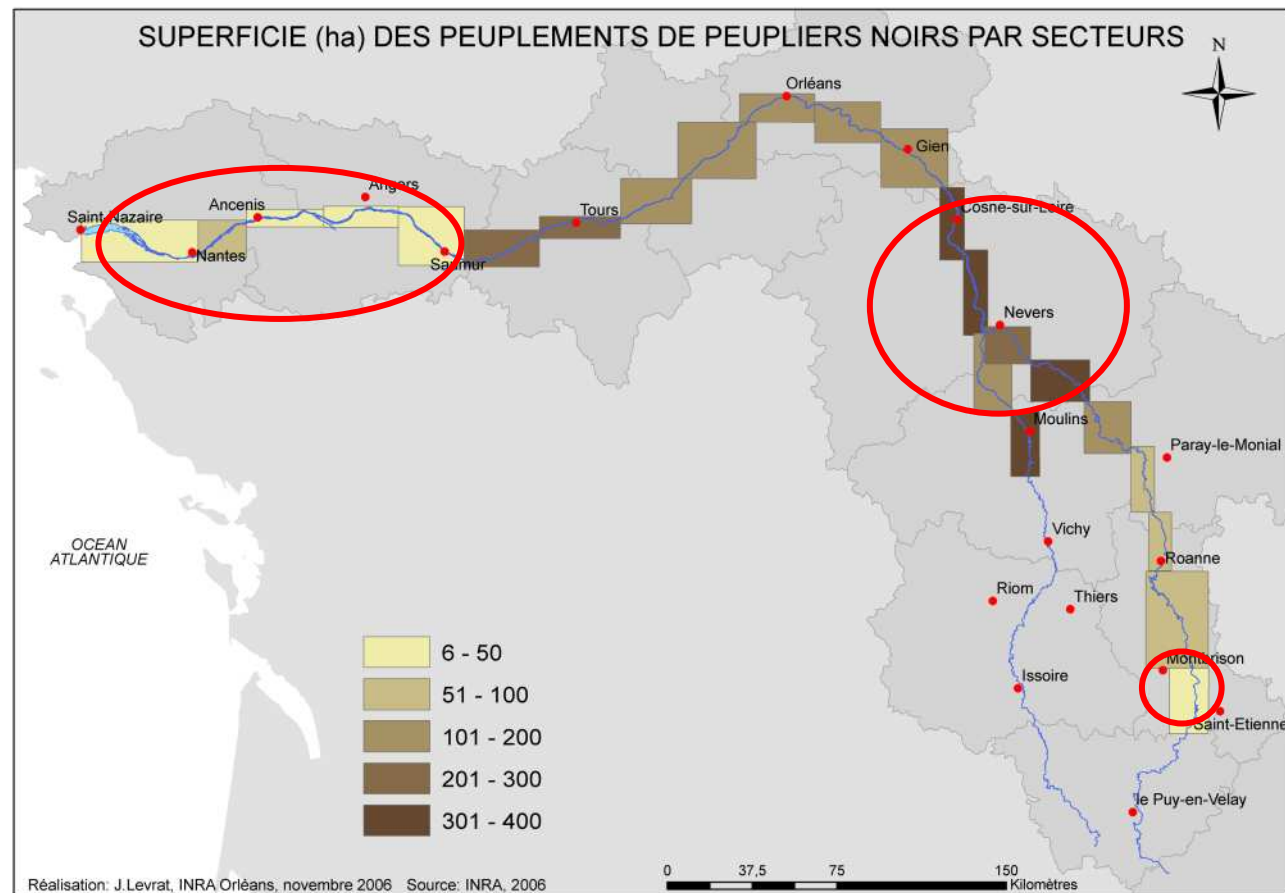 SUPERFICIE (ha) DES PEUPLEMENTS DE PEUPLIERS NOIRS PAR SECTEURS
N
Orléans
Gien
Angers
Ancenis
Saint-Nazaire
Cosne-sur-Loire
Tours
Nantes
Saumur
Nevers
Moulins
Paray-le-Monial
OCEAN
ATLANTIQUE
Vichy
Roanne
Riom
Thiers
6 - 50
Montbrison
51 - 100
Issoire
101 - 200
Saint-Etienne
201 - 300
le Puy-en-Velay
301 - 400
0 37,5 75 150
Kilomètres
Réalisation: J.Levrat, INRA Orléans, novembre 2006 Source: INRA, 2006